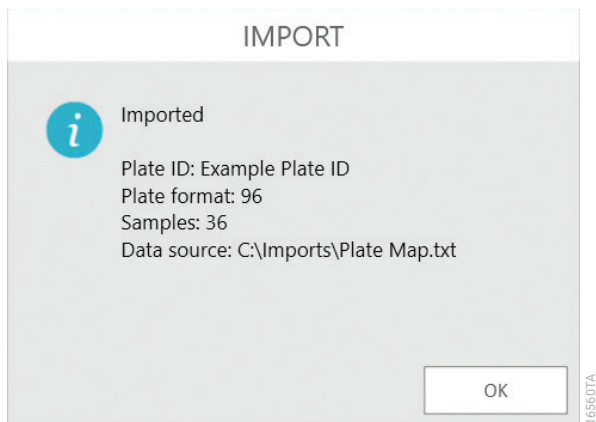 IMPORT
Imported
Plate ID: Example Plate ID
Plate format: 96
Samples: 36
Data source: C:\Imports\Plate Map.txt
OK
16560TA